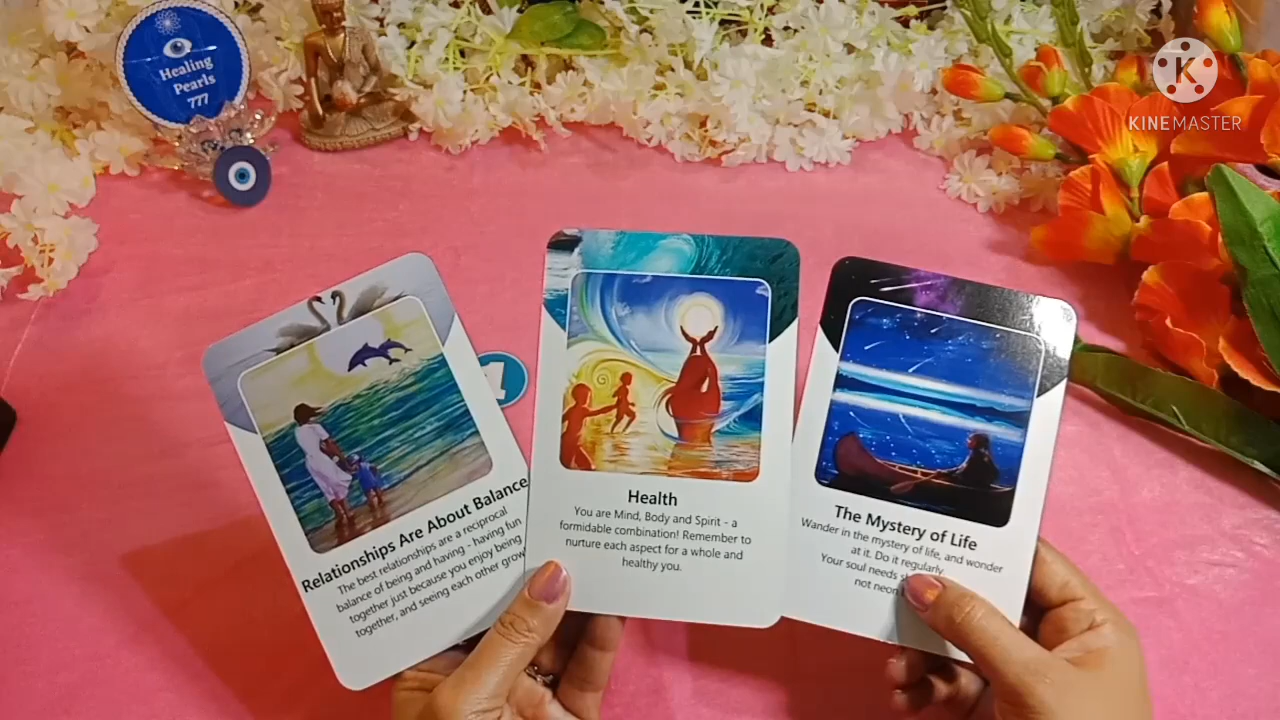 Healing
Pearls
777
KINEMASTER
1
Relationships Are About Balance
The best relationships are a reciprocal
balance of being and having - having fun
together just because you enjoy being
together, and seeing each other grow
Health
You are Mind, Body and Spirit - a
formidable combination! Remember to
nurture each aspect for a whole and
healthy you.
The Mystery of Life
Wander in the mystery of life, and wonder
at it. Do it regularly
Your soul needs
not neon